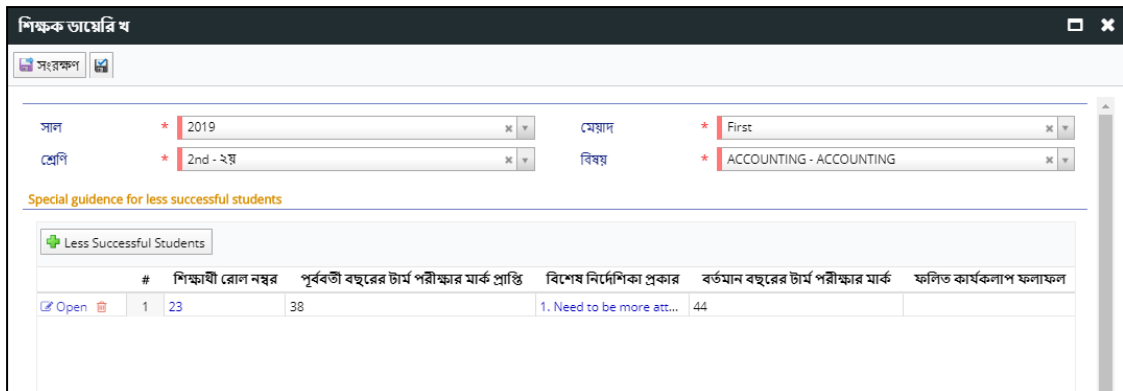 শিক্ষক ডায়েরি খ
সংরক্ষণ
সাল * 2019 মেয়াদ * First
শ্রেণি * 2nd - ২য় বিষয় * ACCOUNTING - ACCOUNTING
Special guidence for less successful students
Less Successful Students
# শিক্ষার্থী রোল নম্বর পূর্ববর্তী বছরের টার্ম পরীক্ষার মার্ক প্রাপ্তি বিশেষ নির্দেশিকা প্রকার বর্তমান বছরের টার্ম পরীক্ষার মার্ক ফলিত কার্যকলাপ ফলাফল
Open 1 23 38 1. Need to be more att... 44